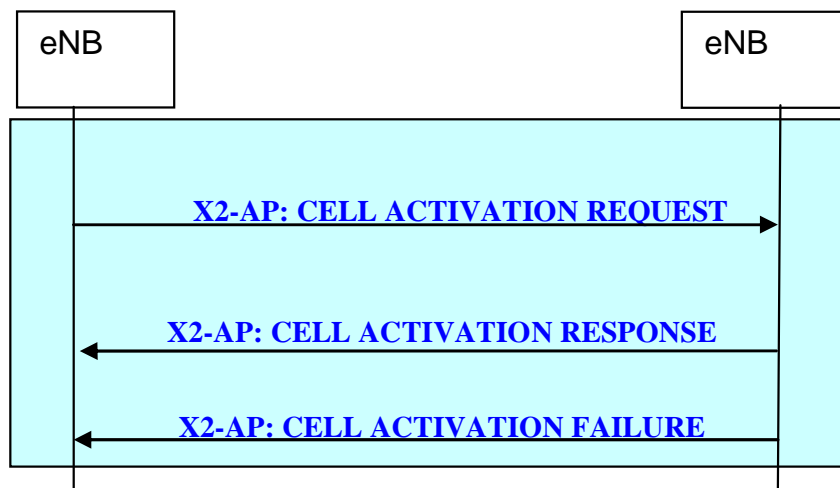 eNB
eNB
X2-AP: CELL ACTIVATION REQUEST
X2-AP: CELL ACTIVATION RESPONSE
X2-AP: CELL ACTIVATION FAILURE